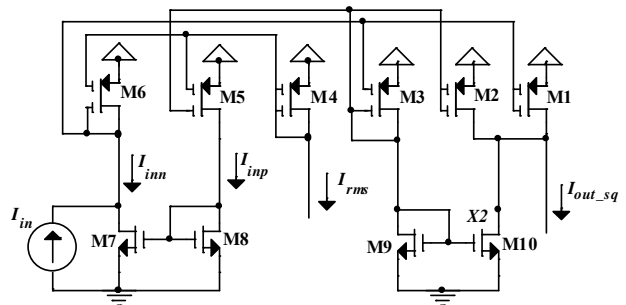 M6
M5
M4
M3
M2
M1
I_inn
I_inp
I_rms
I_out_sq
I_in
X2
M7
M8
M9
M10